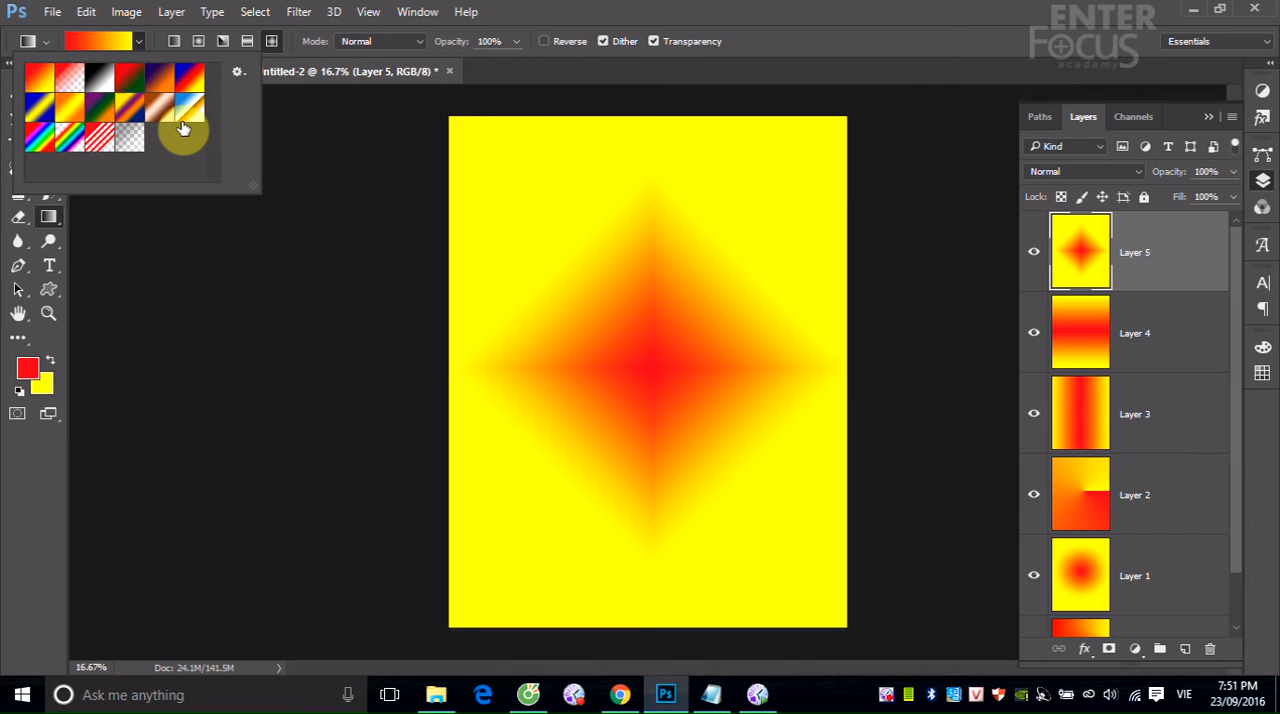 Ps File Edit Image Layer Type Select Filter 3D View Window Help
ENTER
FOCUS
academy
Mode: Normal Opacity: 100% Reverse Dither Transparency Essentials
ntitled-2 @ 16.7% (Layer 5, RGB/8) *
Paths Layers Channels
Kind
Normal Opacity: 100%
Lock: Fill: 100%
Layer 5
Layer 4
Layer 3
Layer 2
Layer 1
16.67% Doc: 24.1M/141.5M
Ask me anything
VIE
7:51 PM
23/09/2016